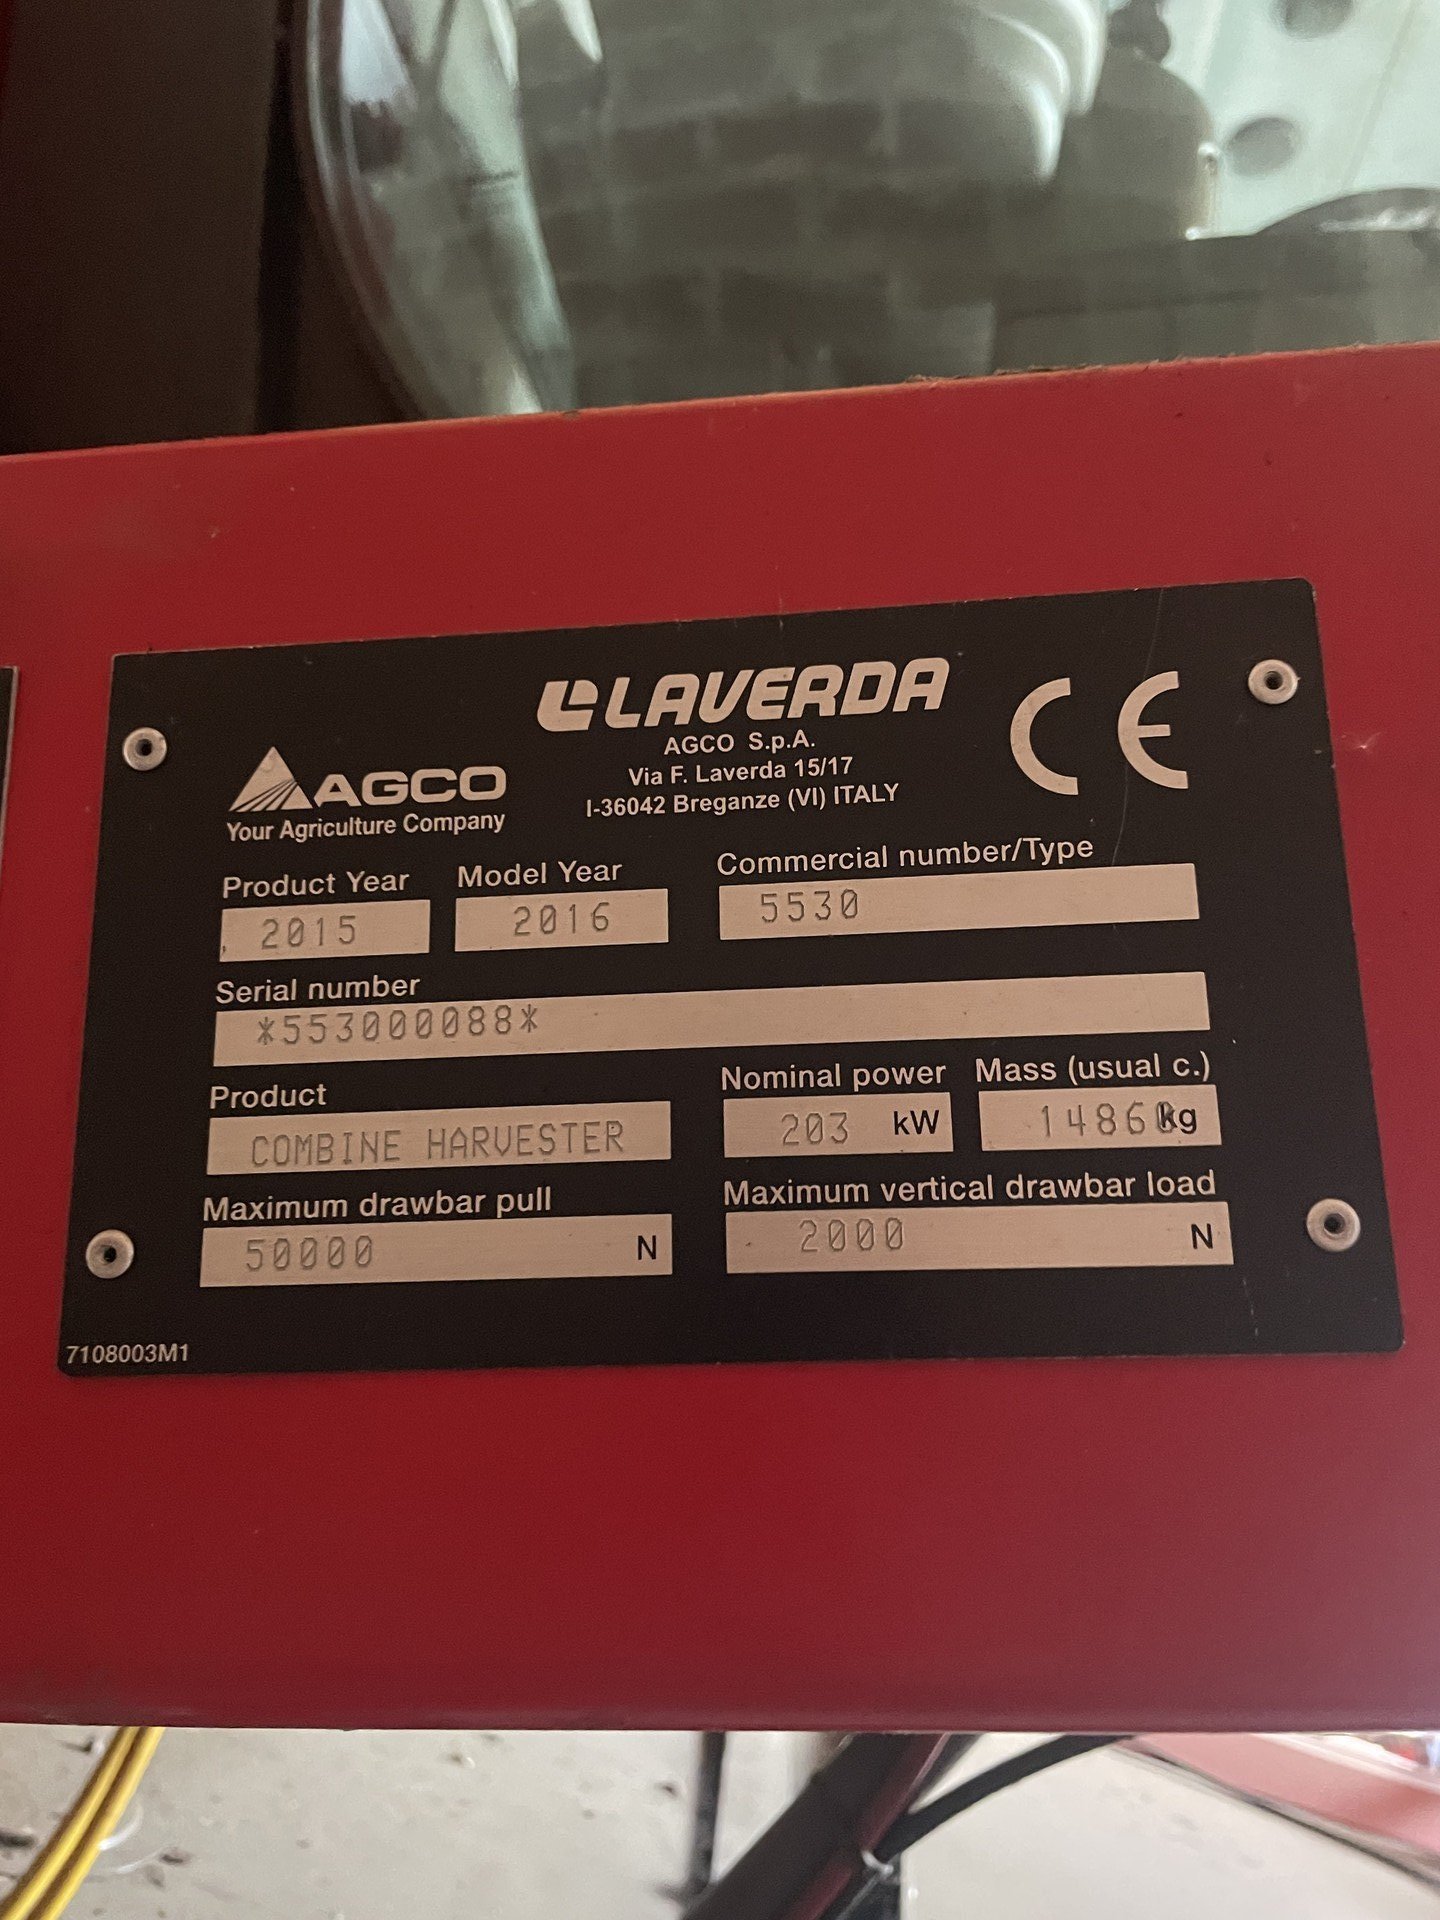 LAVERDA
AGCO S.p.A.
Via F. Laverda 15/17
I-36042 Breganze (VI) ITALY
CE
AGCO
Your Agriculture Company
Product Year
Model Year
Commercial number/Type
2015
2016
5530
Serial number
*553000088*
Product
Nominal power
Mass (usual c.)
COMBINE HARVESTER
203 kW
14860kg
Maximum drawbar pull
Maximum vertical drawbar load
50000 N
2000 N
7108003M1